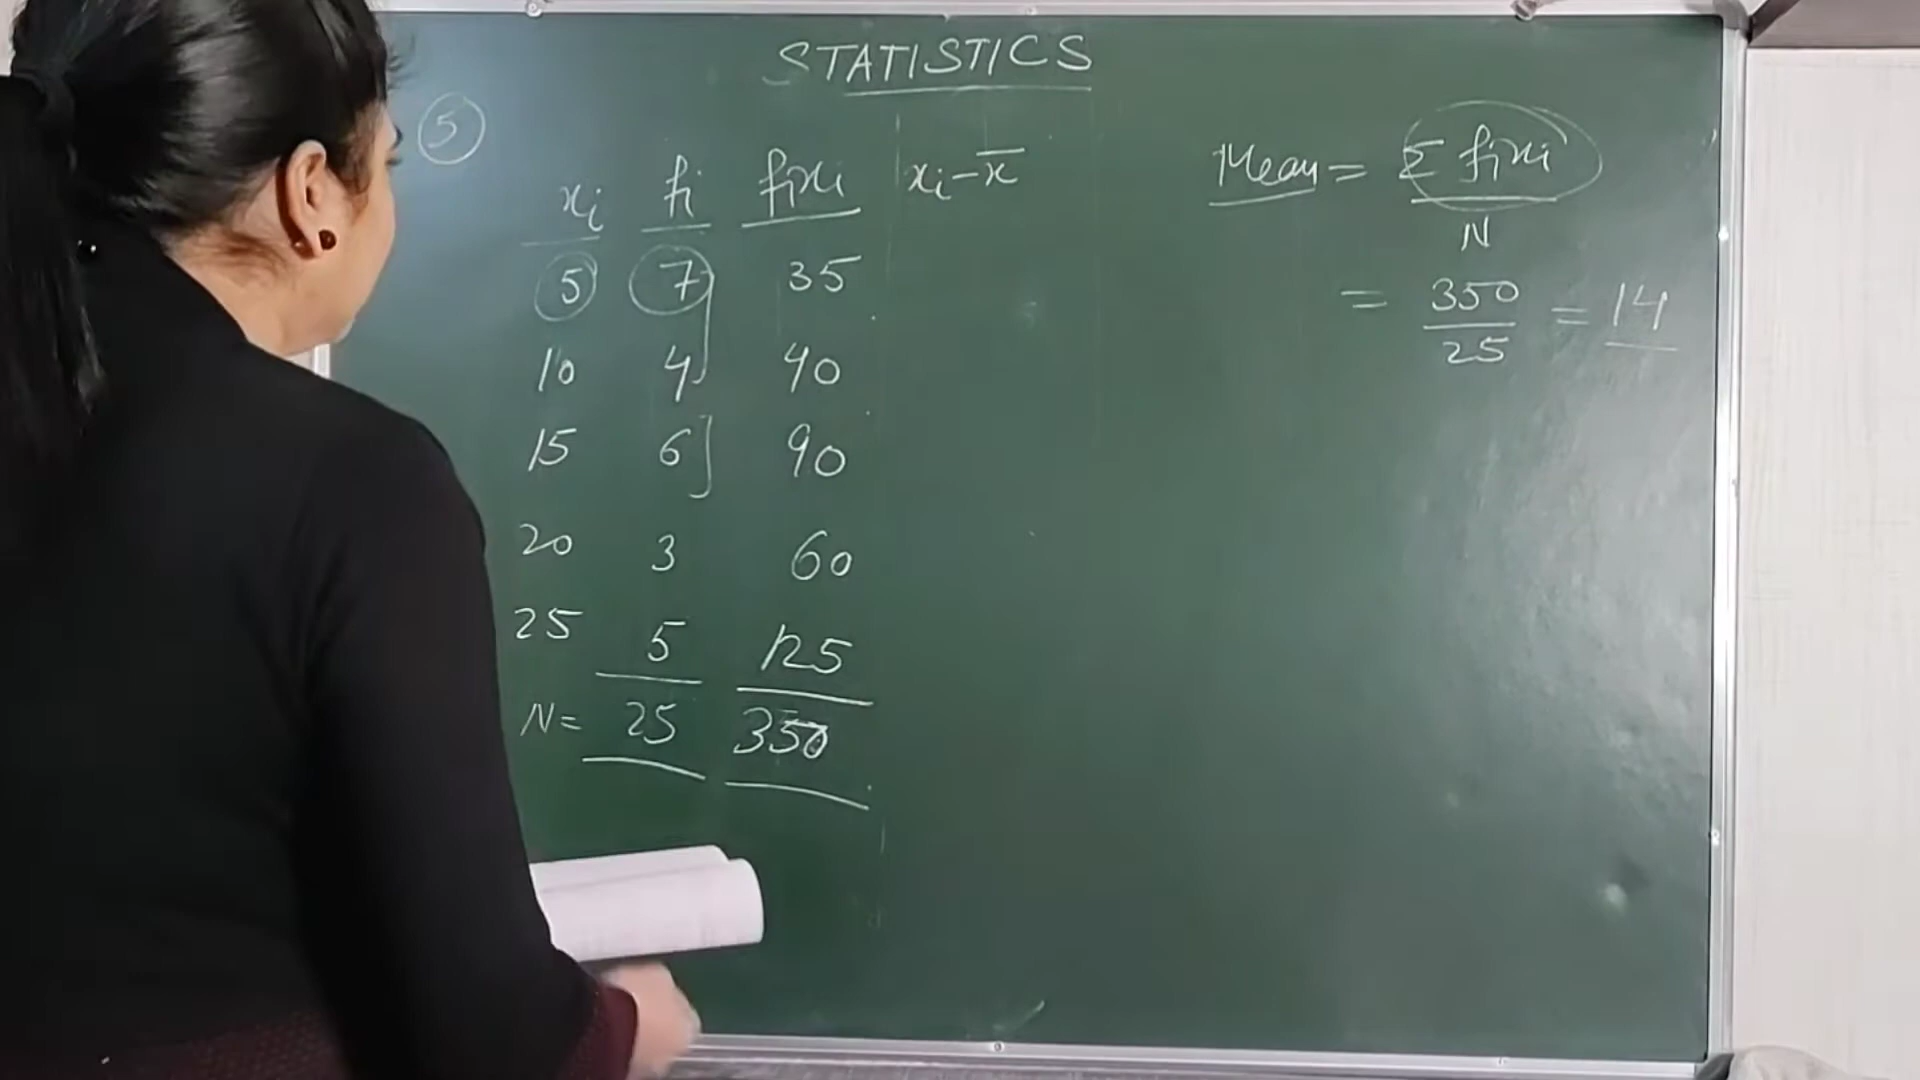 STATISTICS
5
xi fi fixi xi-x̄
5 7 35
10 4 40
15 6 90
20 3 60
25 5 125
N= 25 350
Mean = Σ fixi
N
= 350 = 14
25